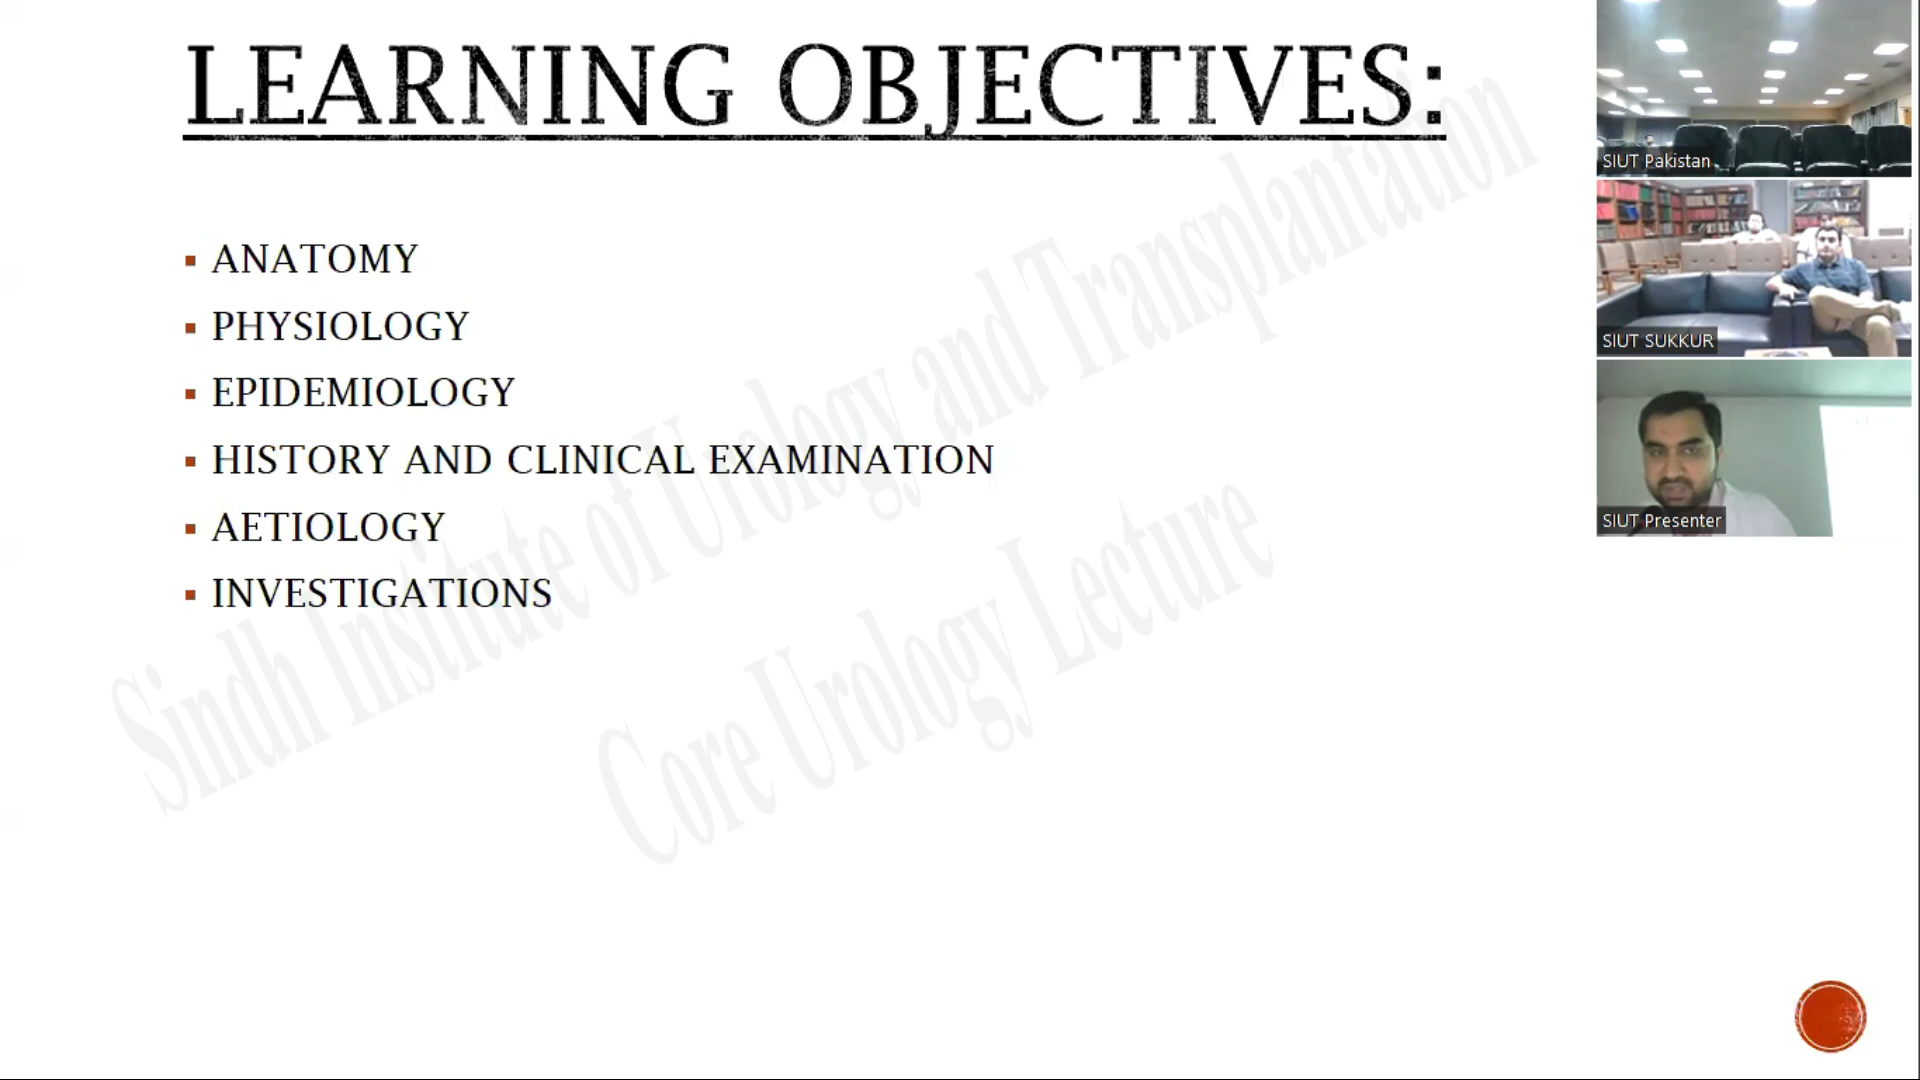 LEARNING OBJECTIVES:
ANATOMY
PHYSIOLOGY
EPIDEMIOLOGY
HISTORY AND CLINICAL EXAMINATION
AETIOLOGY
INVESTIGATIONS
Sindh Institute of Urology and Transplantation
Core Urology Lecture
SIUT Pakistan
SIUT SUKKUR
SIUT Presenter